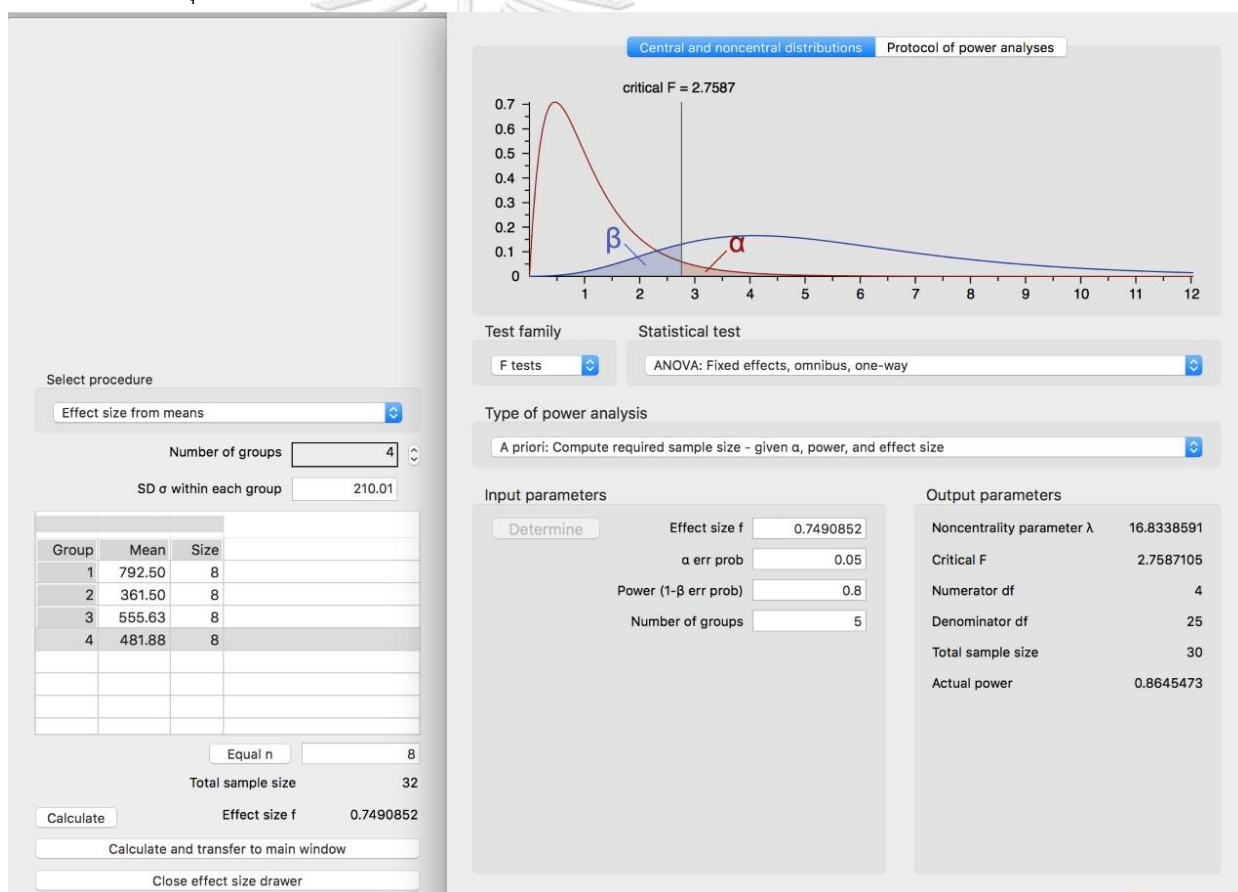 Central and noncentral distributions Protocol of power analyses
critical F = 2.7587
0.7
0.6
0.5
0.4
0.3
0.2
0.1
0
β
α
1 2 3 4 5 6 7 8 9 10 11 12
Test family Statistical test
F tests ANOVA: Fixed effects, omnibus, one-way
Type of power analysis
A priori: Compute required sample size - given α, power, and effect size
Input parameters
Determine Effect size f 0.7490852
α err prob 0.05
Power (1-β err prob) 0.8
Number of groups 5
Output parameters
Noncentrality parameter λ 16.8338591
Critical F 2.7587105
Numerator df 4
Denominator df 25
Total sample size 30
Actual power 0.8645473
Select procedure
Effect size from means
Number of groups 4
SD σ within each group 210.01
Group Mean Size
1 792.50 8
2 361.50 8
3 555.63 8
4 481.88 8
Equal n 8
Total sample size 32
Calculate Effect size f 0.7490852
Calculate and transfer to main window
Close effect size drawer